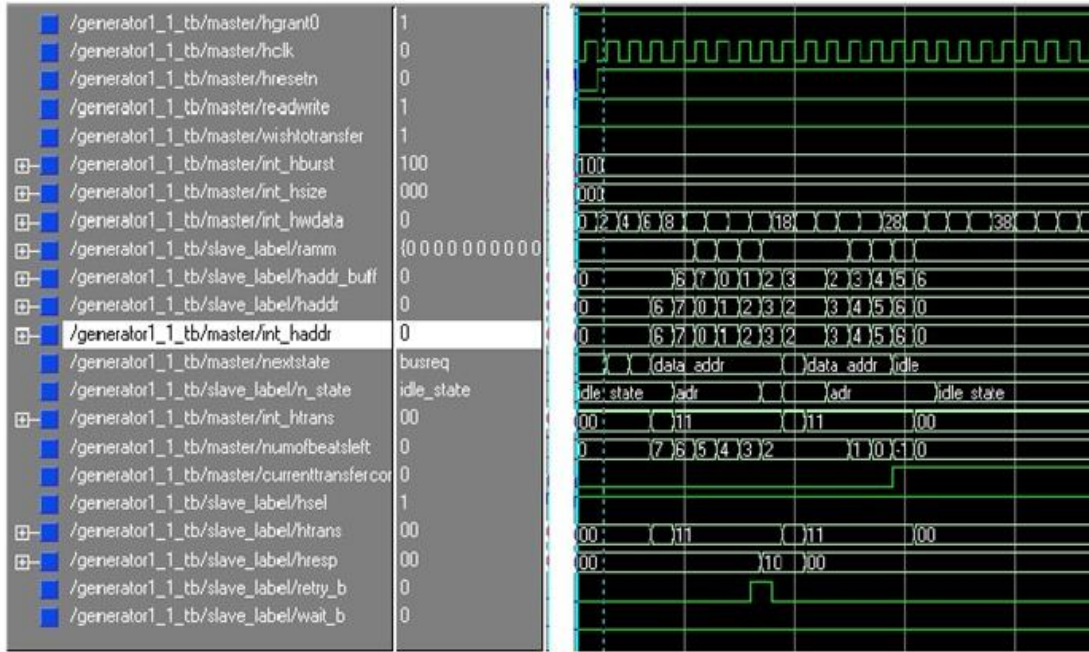 /generator1_1_tb/master/hgrant0 1
/generator1_1_tb/master/hclk 0
/generator1_1_tb/master/hresetn 0
/generator1_1_tb/master/readwrite 1
/generator1_1_tb/master/wishtotransfer 1
/generator1_1_tb/master/int_hburst 100 100
/generator1_1_tb/master/int_hsize 000 000
/generator1_1_tb/master/int_hwdata 0 0 2 4 6 8 18 28 38
/generator1_1_tb/slave_label/ramm {0 0 0 0 0 0 0 0 0 0
/generator1_1_tb/slave_label/haddr_buff 0 0 6 ? 0 1 2 3 2 3 4 5 6
/generator1_1_tb/slave_label/haddr 0 0 6 7 0 1 2 3 2 3 4 5 6 0
/generator1_1_tb/master/int_haddr 0 0 6 7 0 1 2 3 2 3 4 5 6 0
/generator1_1_tb/master/nextstate busreq data_addr data_addr idle
/generator1_1_tb/slave_label/n_state idle_state idle_state adr adr idle_state
/generator1_1_tb/master/int_htrans 00 00 11 11 00
/generator1_1_tb/master/numofbeatsleft 0 0 7 6 5 4 3 2 1 0 -1 0
/generator1_1_tb/master/currenttransfercor 0
/generator1_1_tb/slave_label/hsel 1
/generator1_1_tb/slave_label/htrans 00 00 11 11 00
/generator1_1_tb/slave_label/hresp 00 00 10 00
/generator1_1_tb/slave_label/retry_b 0
/generator1_1_tb/slave_label/wait_b 0